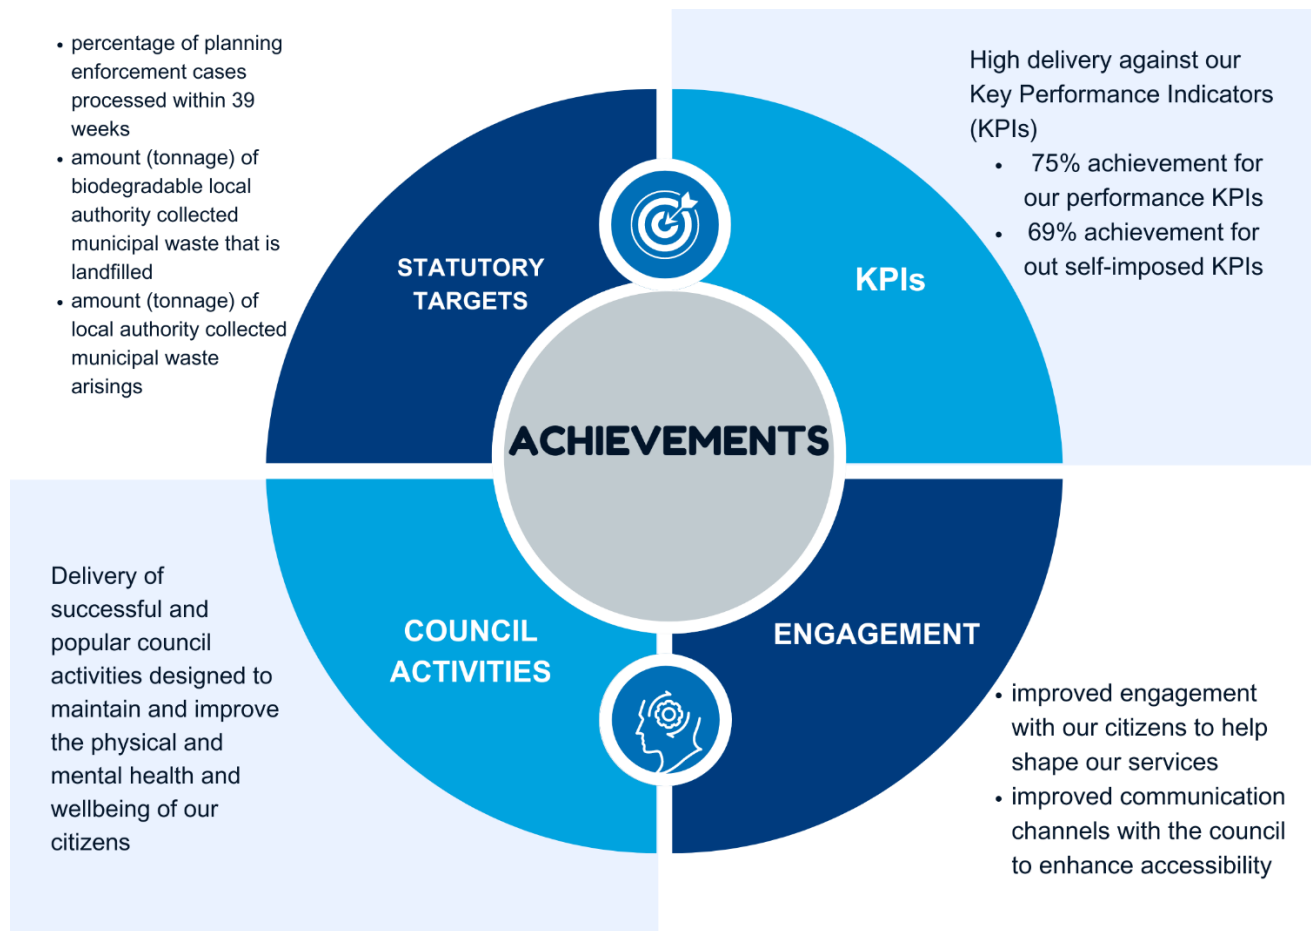 • percentage of planning
enforcement cases
processed within 39
weeks
• amount (tonnage) of
biodegradable local
authority collected
municipal waste that is
landfilled
• amount (tonnage) of
local authority collected
municipal waste
arisings
STATUTORY
TARGETS
High delivery against our
Key Performance Indicators
(KPIs)
• 75% achievement for
our performance KPIs
• 69% achievement for
out self-imposed KPIs
KPIs
ACHIEVEMENTS
Delivery of
successful and
popular council
activities designed to
maintain and improve
the physical and
mental health and
wellbeing of our
citizens
COUNCIL
ACTIVITIES
ENGAGEMENT
• improved engagement
with our citizens to help
shape our services
• improved communication
channels with the council
to enhance accessibility